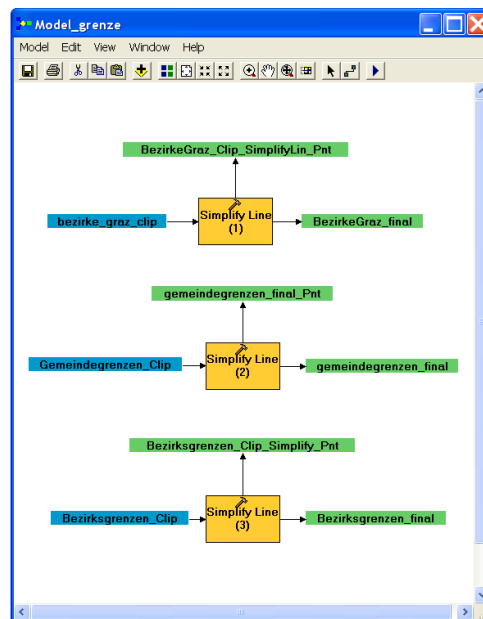 Model_grenze
Model Edit View Window Help
BezirkeGraz_Clip_SimplifyLin_Pnt
bezirke_graz_clip
Simplify Line
(1)
BezirkeGraz_final
gemeindegrenzen_final_Pnt
Gemeindegrenzen_Clip
Simplify Line
(2)
gemeindegrenzen_final
Bezirksgrenzen_Clip_Simplify_Pnt
Bezirksgrenzen_Clip
Simplify Line
(3)
Bezirksgrenzen_final